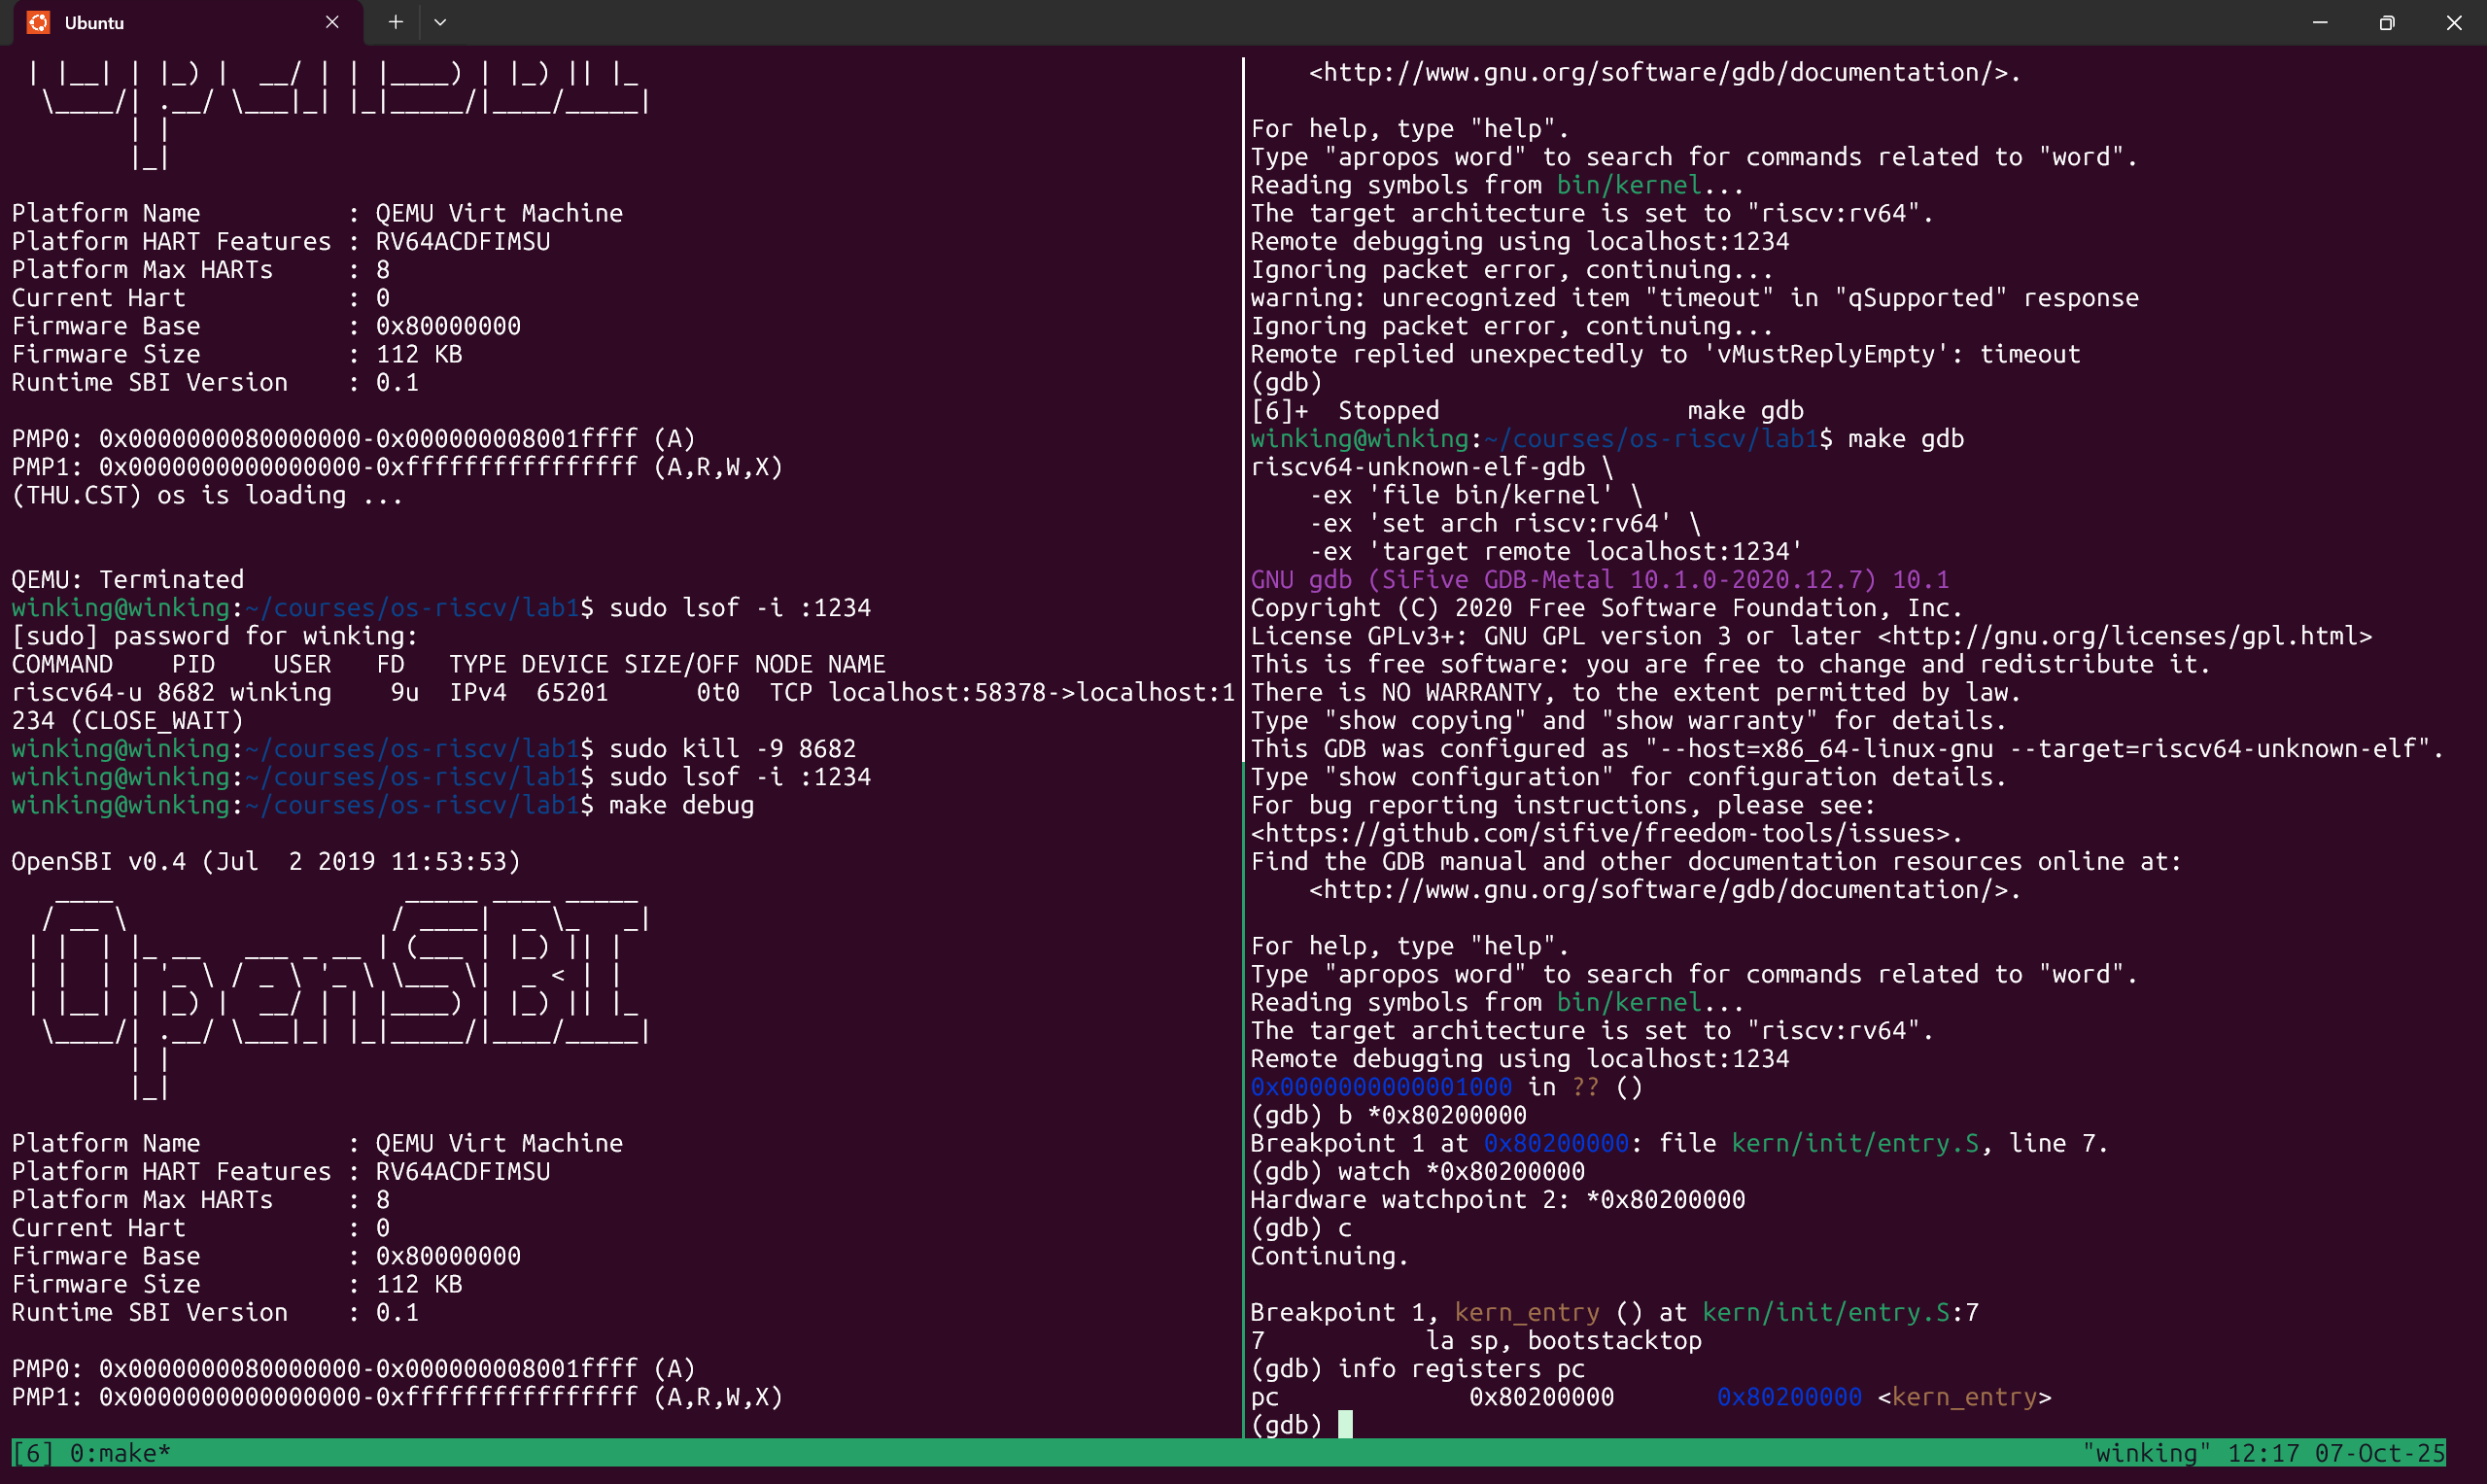 Ubuntu
| |__| | |_) |  __/ | | |____) | |_) || |_
 \____/| .__/ \___|_| |_|_____/|____/_____|
       | |
       |_|
Platform Name          : QEMU Virt Machine
Platform HART Features : RV64ACDFIMSU
Platform Max HARTs     : 8
Current Hart           : 0
Firmware Base          : 0x80000000
Firmware Size          : 112 KB
Runtime SBI Version    : 0.1
PMP0: 0x0000000080000000-0x000000008001ffff (A)
PMP1: 0x0000000000000000-0xffffffffffffffff (A,R,W,X)
(THU.CST) os is loading ...
QEMU: Terminated
winking@winking:~/courses/os-riscv/lab1$ sudo lsof -i :1234
[sudo] password for winking:
COMMAND    PID    USER   FD   TYPE DEVICE SIZE/OFF NODE NAME
riscv64-u 8682 winking    9u  IPv4  65201      0t0  TCP localhost:58378->localhost:1
234 (CLOSE_WAIT)
winking@winking:~/courses/os-riscv/lab1$ sudo kill -9 8682
winking@winking:~/courses/os-riscv/lab1$ sudo lsof -i :1234
winking@winking:~/courses/os-riscv/lab1$ make debug
OpenSBI v0.4 (Jul  2 2019 11:53:53)
   ____                    _____ ____ _____
  / __ \                  / ____|  _ \_   _|
 | |  | |_ __   ___ _ __ | (___ | |_) || |
 | |  | | '_ \ / _ \ '_ \ \___ \|  _ < | |
 | |__| | |_) |  __/ | | |____) | |_) || |_
  \____/| .__/ \___|_| |_|_____/|____/_____|
        | |
        |_|
Platform Name          : QEMU Virt Machine
Platform HART Features : RV64ACDFIMSU
Platform Max HARTs     : 8
Current Hart           : 0
Firmware Base          : 0x80000000
Firmware Size          : 112 KB
Runtime SBI Version    : 0.1
PMP0: 0x0000000080000000-0x000000008001ffff (A)
PMP1: 0x0000000000000000-0xffffffffffffffff (A,R,W,X)
    <http://www.gnu.org/software/gdb/documentation/>.
For help, type "help".
Type "apropos word" to search for commands related to "word".
Reading symbols from bin/kernel...
The target architecture is set to "riscv:rv64".
Remote debugging using localhost:1234
Ignoring packet error, continuing...
warning: unrecognized item "timeout" in "qSupported" response
Ignoring packet error, continuing...
Remote replied unexpectedly to 'vMustReplyEmpty': timeout
(gdb)
[6]+  Stopped                 make gdb
winking@winking:~/courses/os-riscv/lab1$ make gdb
riscv64-unknown-elf-gdb \
    -ex 'file bin/kernel' \
    -ex 'set arch riscv:rv64' \
    -ex 'target remote localhost:1234'
GNU gdb (SiFive GDB-Metal 10.1.0-2020.12.7) 10.1
Copyright (C) 2020 Free Software Foundation, Inc.
License GPLv3+: GNU GPL version 3 or later <http://gnu.org/licenses/gpl.html>
This is free software: you are free to change and redistribute it.
There is NO WARRANTY, to the extent permitted by law.
Type "show copying" and "show warranty" for details.
This GDB was configured as "--host=x86_64-linux-gnu --target=riscv64-unknown-elf".
Type "show configuration" for configuration details.
For bug reporting instructions, please see:
<https://github.com/sifive/freedom-tools/issues>.
Find the GDB manual and other documentation resources online at:
    <http://www.gnu.org/software/gdb/documentation/>.
For help, type "help".
Type "apropos word" to search for commands related to "word".
Reading symbols from bin/kernel...
The target architecture is set to "riscv:rv64".
Remote debugging using localhost:1234
0x0000000000001000 in ?? ()
(gdb) b *0x80200000
Breakpoint 1 at 0x80200000: file kern/init/entry.S, line 7.
(gdb) watch *0x80200000
Hardware watchpoint 2: *0x80200000
(gdb) c
Continuing.
Breakpoint 1, kern_entry () at kern/init/entry.S:7
7           la sp, bootstacktop
(gdb) info registers pc
pc             0x80200000       0x80200000 <kern_entry>
(gdb)
[6] 0:make*
"winking" 12:17 07-Oct-25